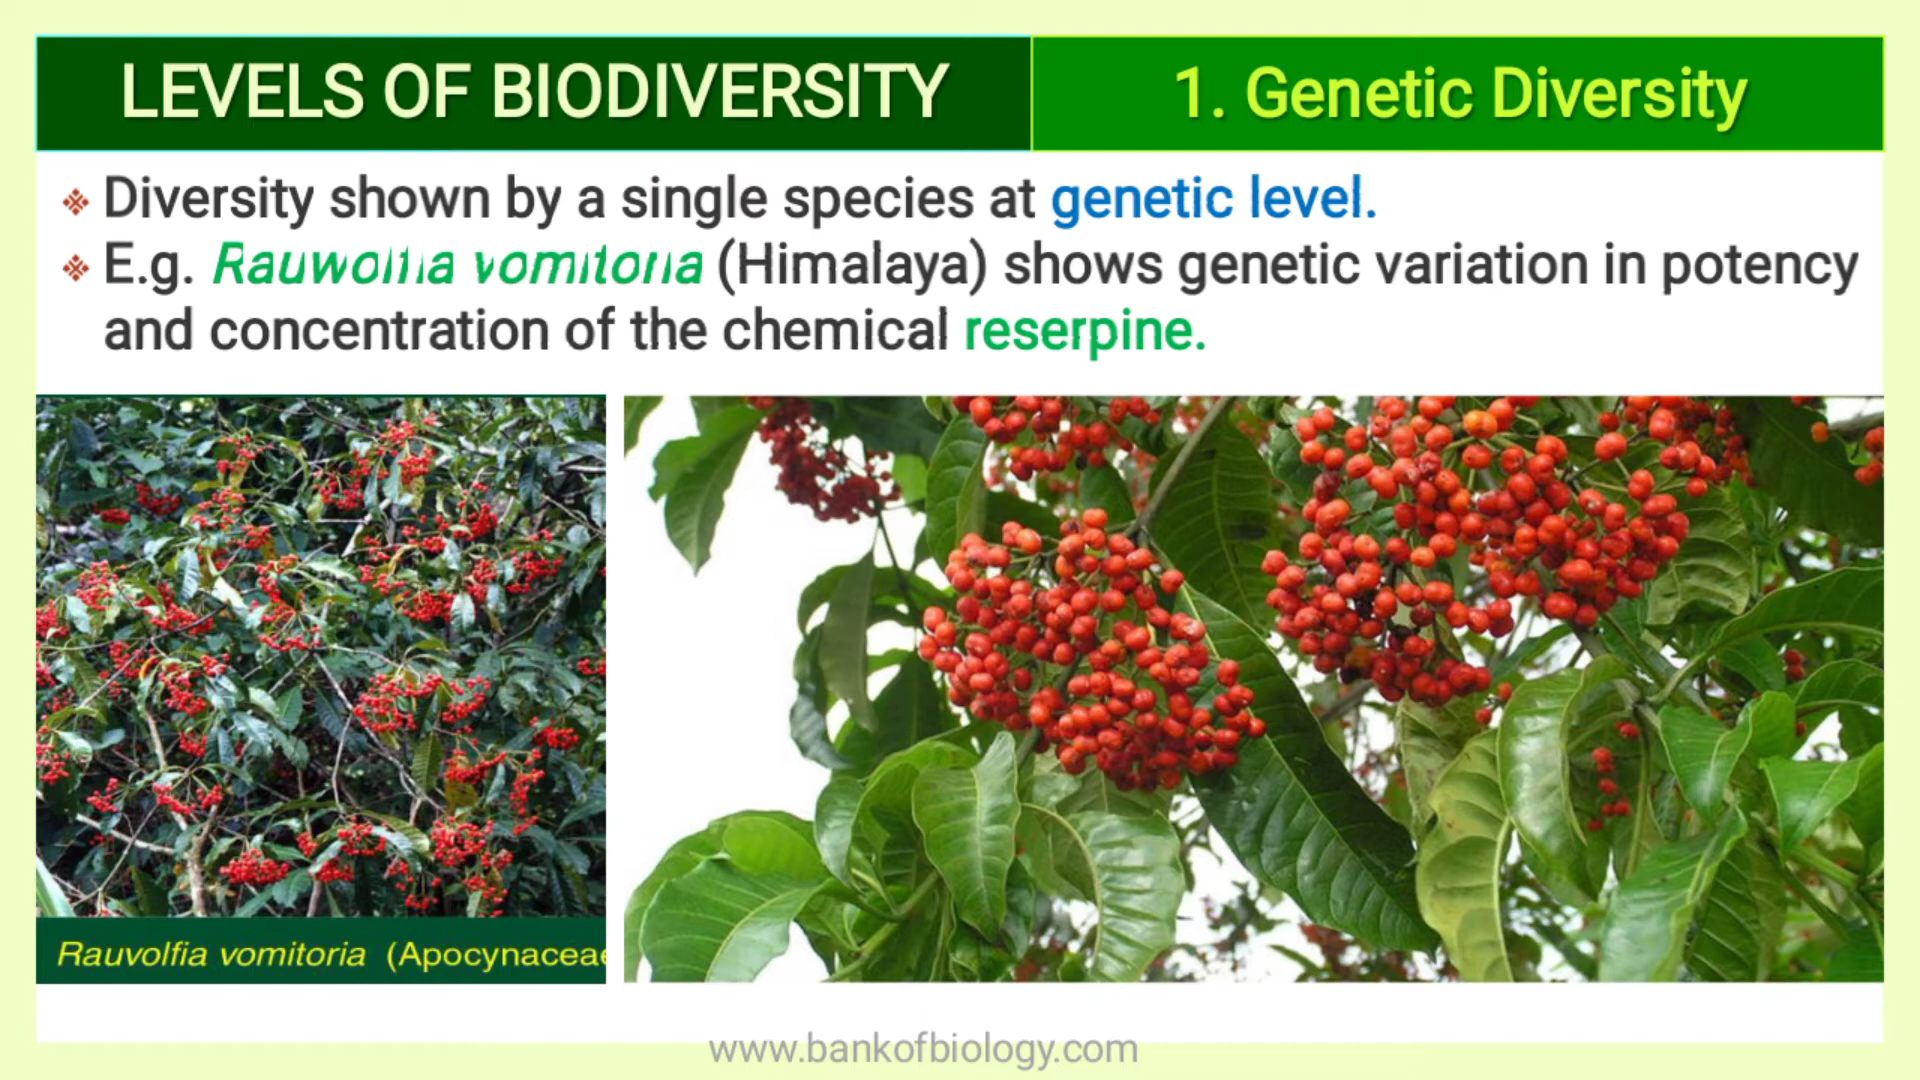 LEVELS OF BIODIVERSITY
1. Genetic Diversity
❖ Diversity shown by a single species at genetic level.
❖ E.g. Rauwolfia vomitoria (Himalaya) shows genetic variation in potency
and concentration of the chemical reserpine.
Rauvolfia vomitoria (Apocynaceae
www.bankofbiology.com